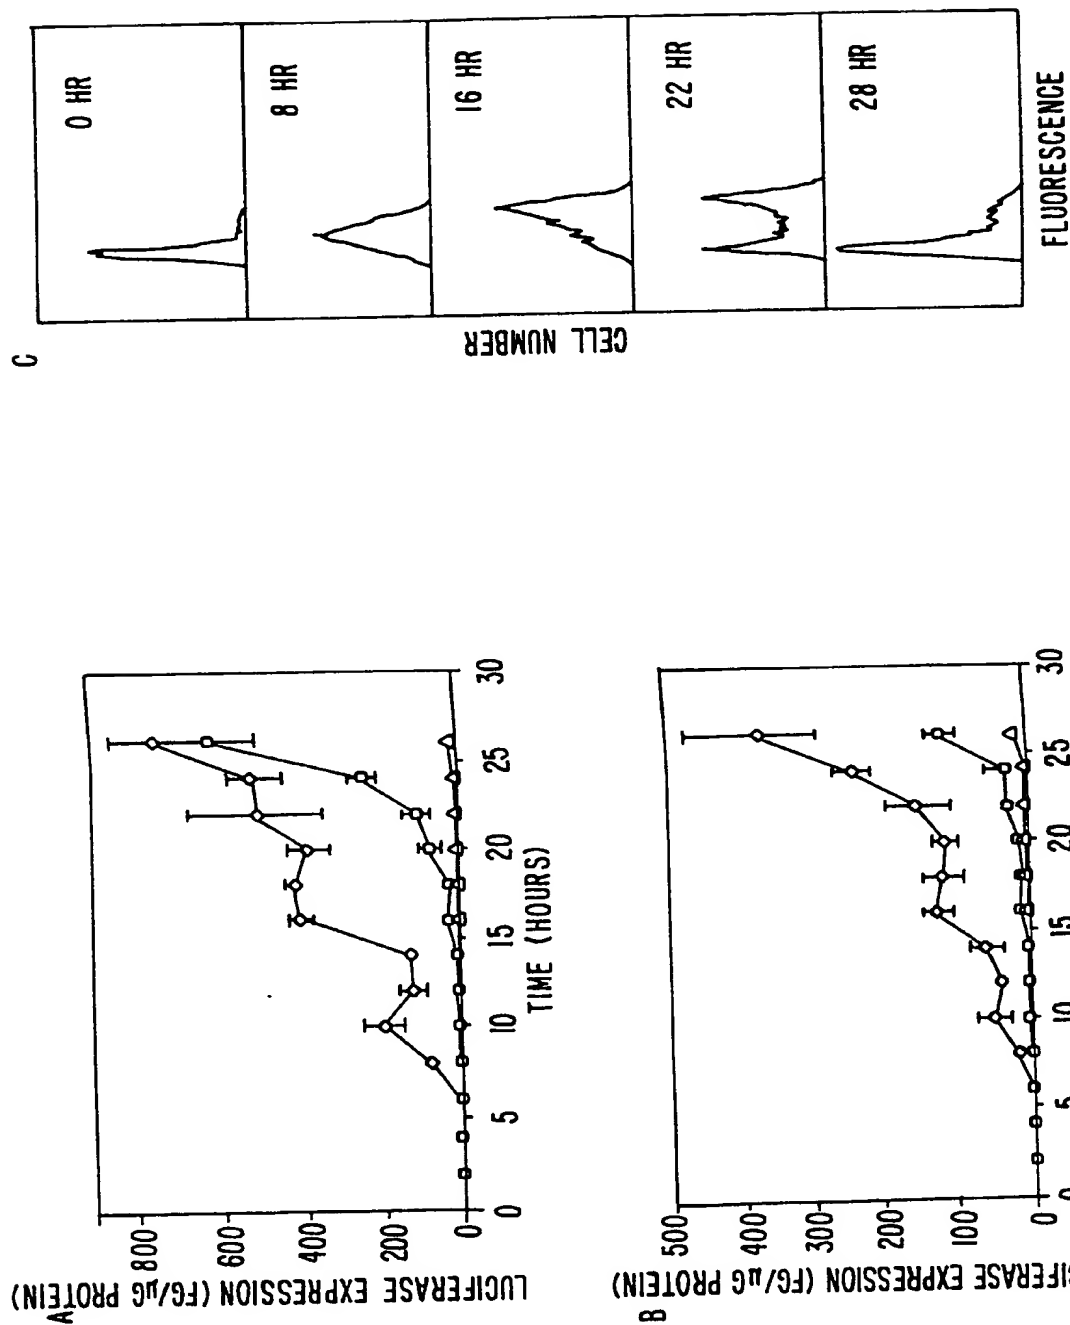 A
LUCIFERASE EXPRESSION (FG/µG PROTEIN)
800
600
400
200
0
0
5
10
15
20
25
30
TIME (HOURS)
B
500
400
300
200
100
0
0
5
10
15
20
25
30
EXPRESSION (FG/µG PROTEIN)
C
CELL NUMBER
0 HR
8 HR
16 HR
22 HR
28 HR
FLUORESCENCE